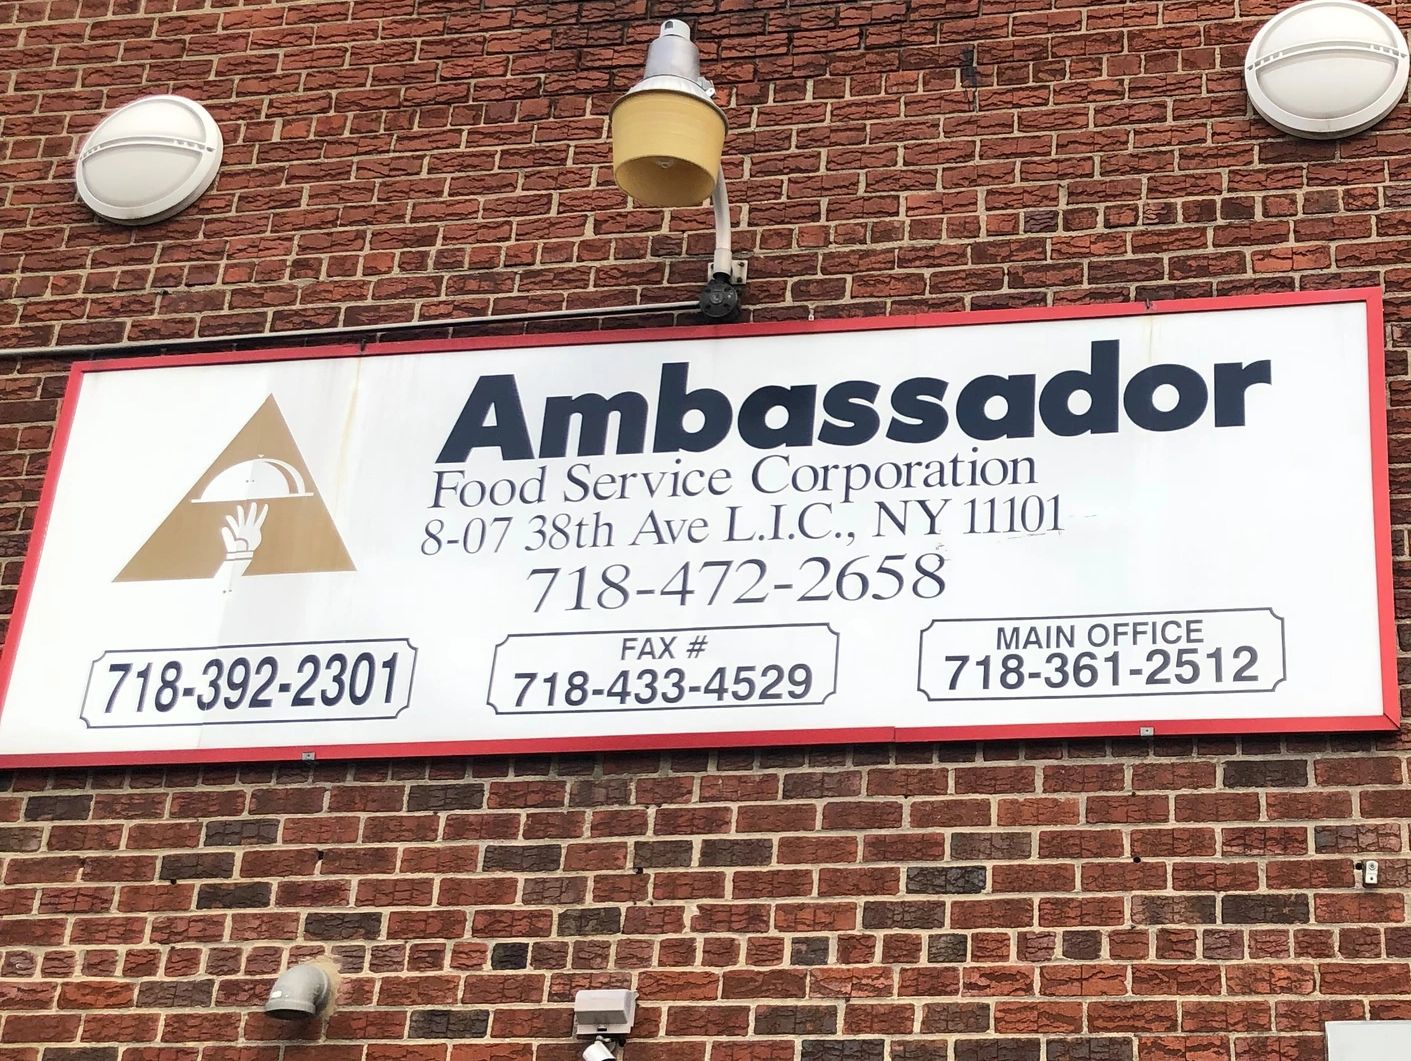 Ambassador
Food Service Corporation
8-07 38th Ave L.I.C., NY 11101
718-472-2658
718-392-2301
FAX #
718-433-4529
MAIN OFFICE
718-361-2512